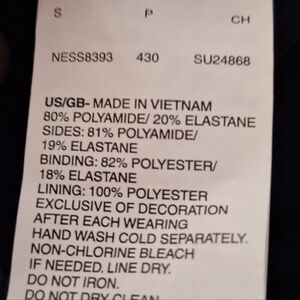 S P CH
NESS8393 430 SU24868
US/GB- MADE IN VIETNAM
80% POLYAMIDE/ 20% ELASTANE
SIDES: 81% POLYAMIDE/
19% ELASTANE
BINDING: 82% POLYESTER/
18% ELASTANE
LINING: 100% POLYESTER
EXCLUSIVE OF DECORATION
AFTER EACH WEARING
HAND WASH COLD SEPARATELY.
NON-CHLORINE BLEACH
IF NEEDED. LINE DRY.
DO NOT IRON.
DO NOT DRY CLEAN